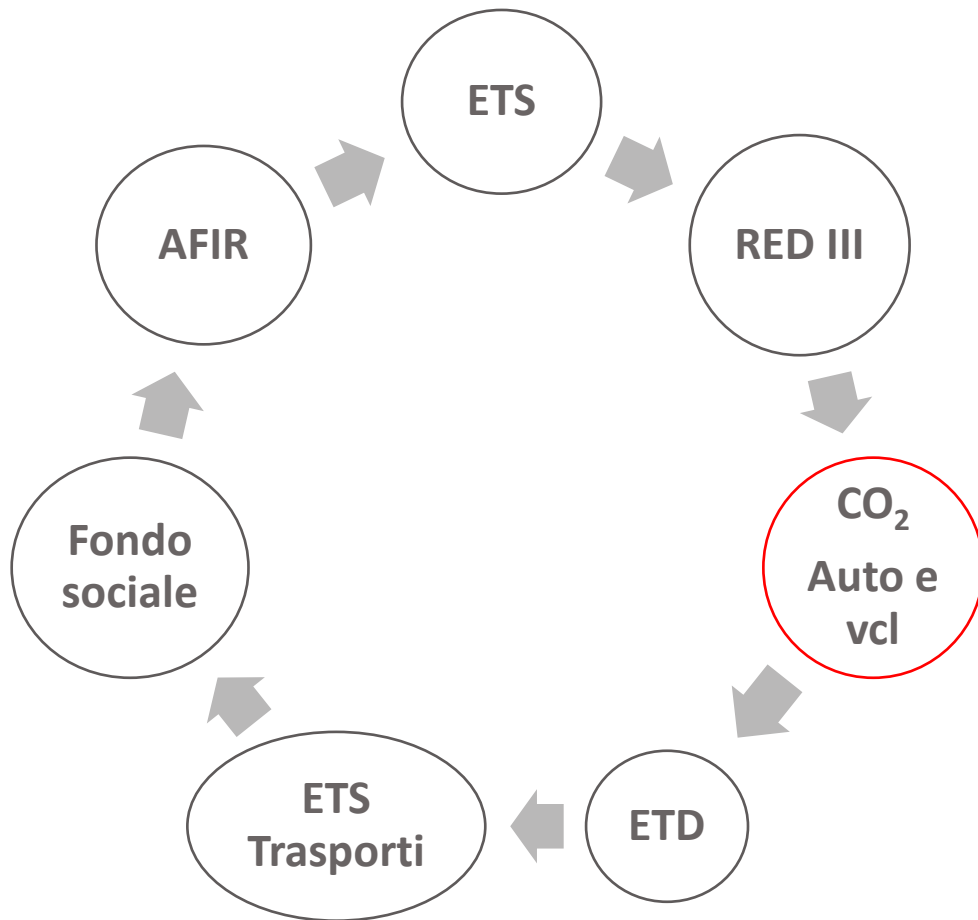 ETS
RED III
CO₂
Auto e
vcl
ETD
ETS
Trasporti
Fondo
sociale
AFIR